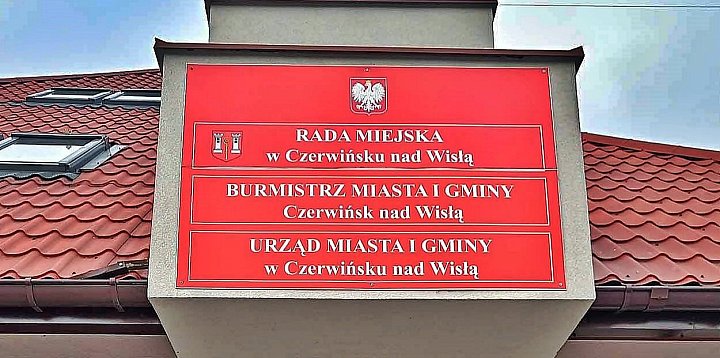 RADA MIEJSKA
w Czerwińsku nad Wisłą
BURMISTRZ MIASTA I GMINY
Czerwińsk nad Wisłą
URZĄD MIASTA I GMINY
w Czerwińsku nad Wisłą